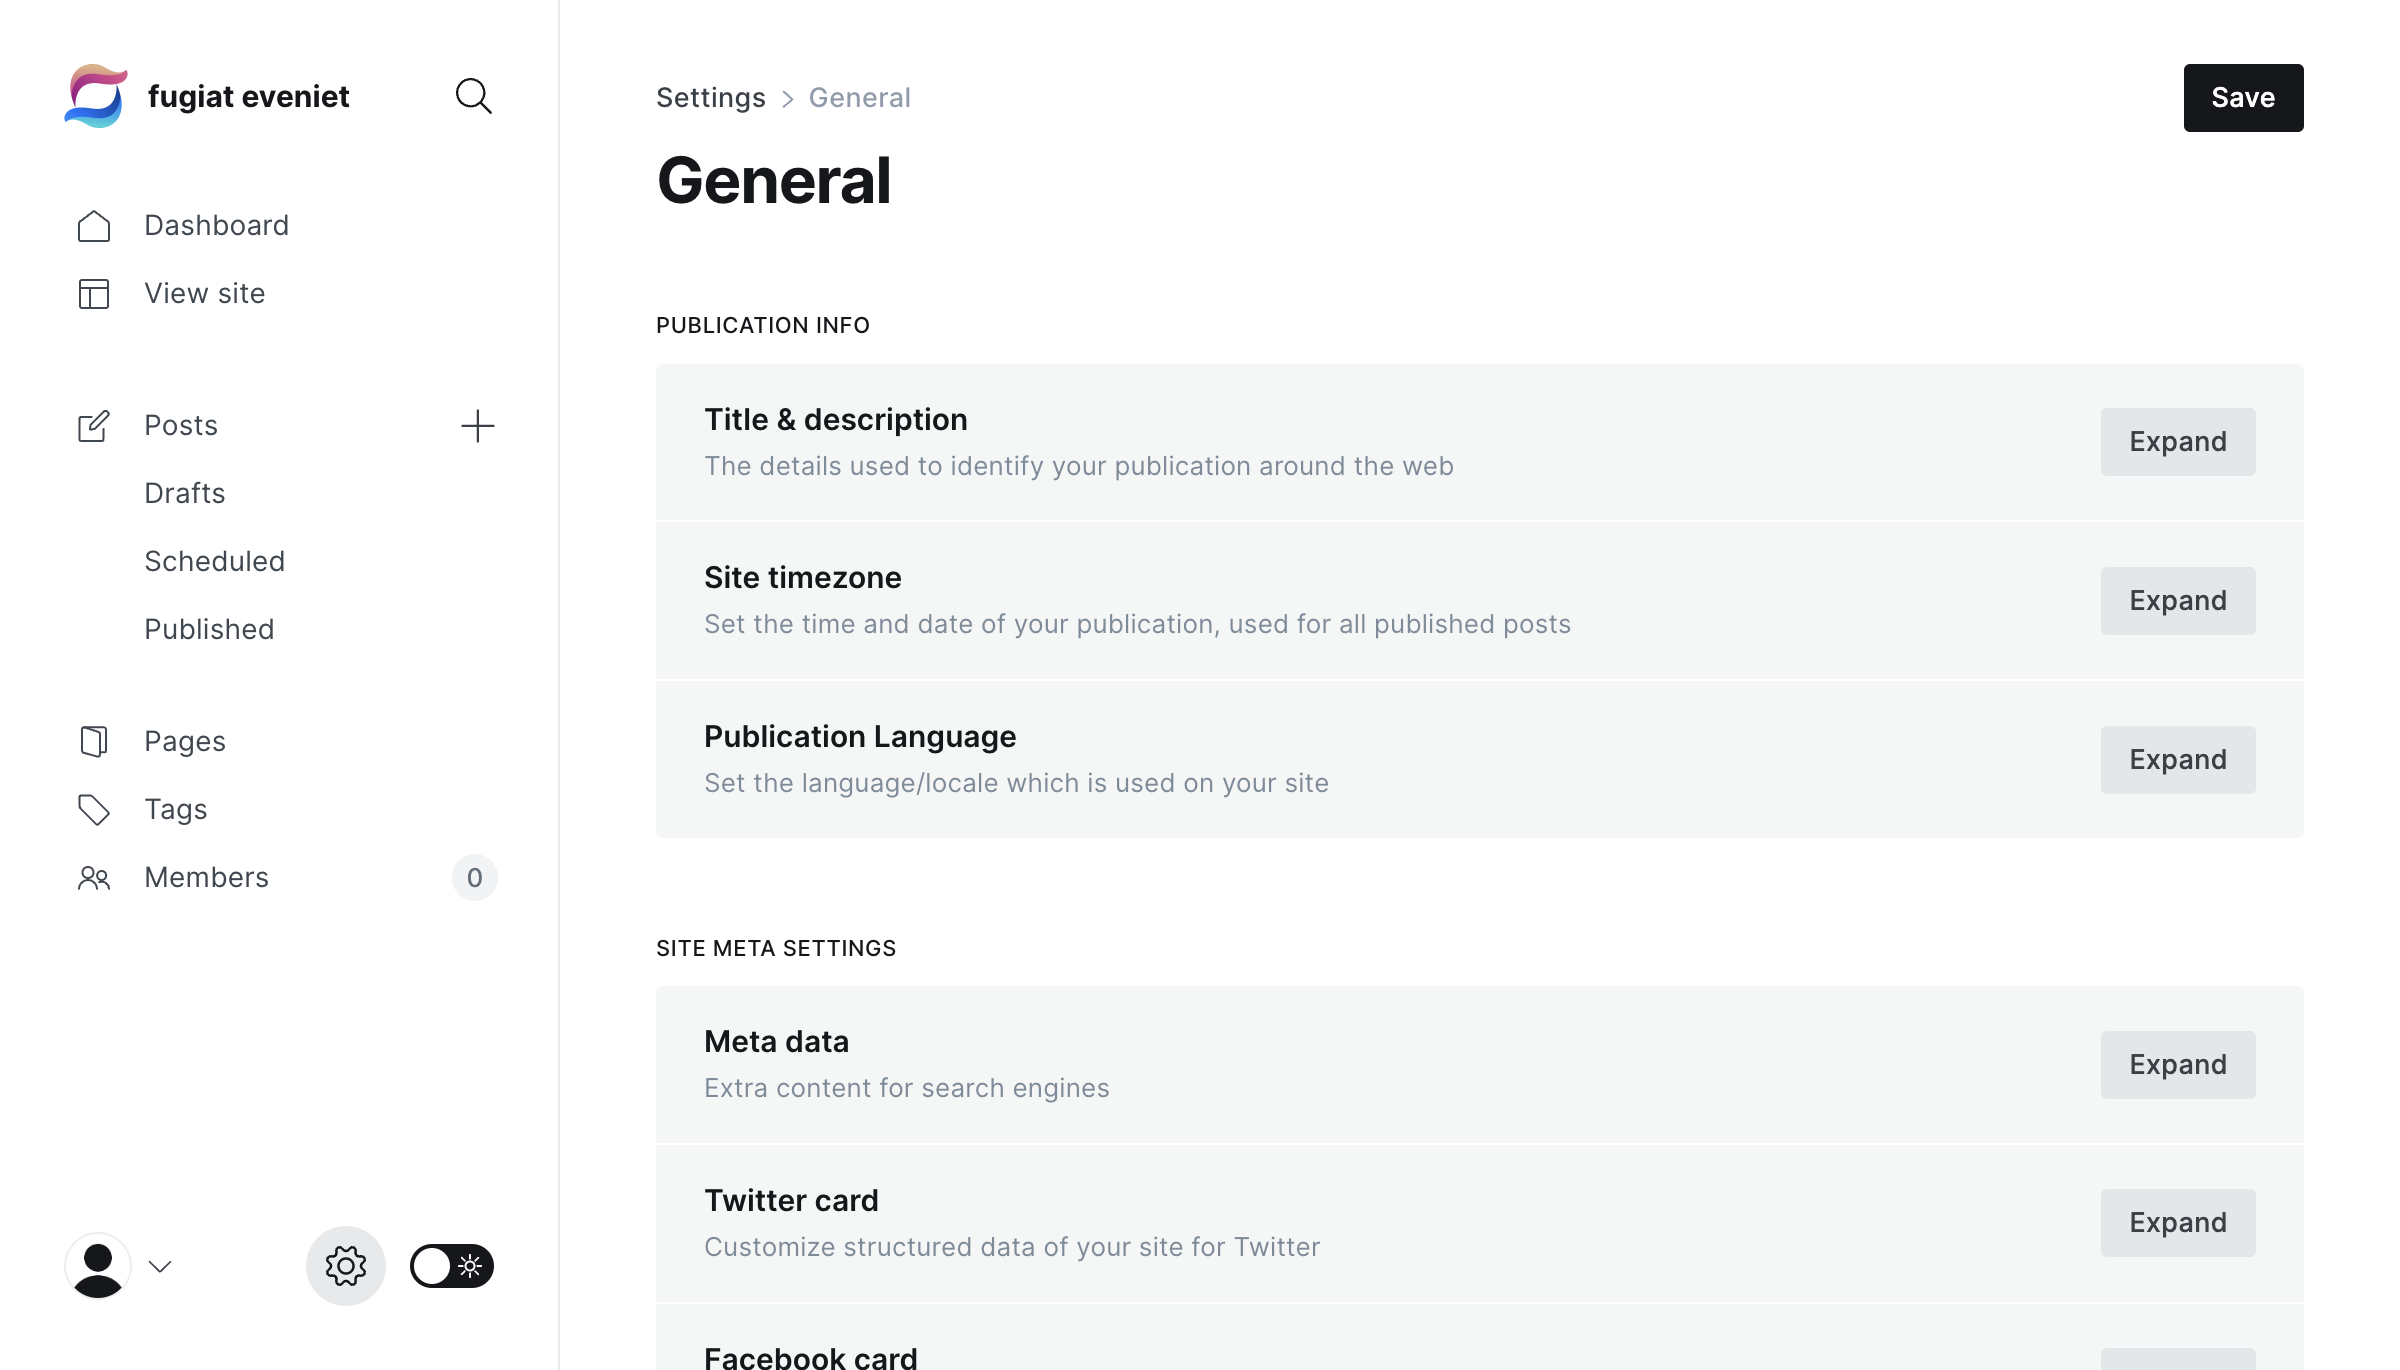 fugiat eveniet
Dashboard
View site
Posts
Drafts
Scheduled
Published
Pages
Tags
Members
0
Settings
General
Save
General
PUBLICATION INFO
Title & description
The details used to identify your publication around the web
Expand
Site timezone
Set the time and date of your publication, used for all published posts
Expand
Publication Language
Set the language/locale which is used on your site
Expand
SITE META SETTINGS
Meta data
Extra content for search engines
Expand
Twitter card
Customize structured data of your site for Twitter
Expand
Facebook card